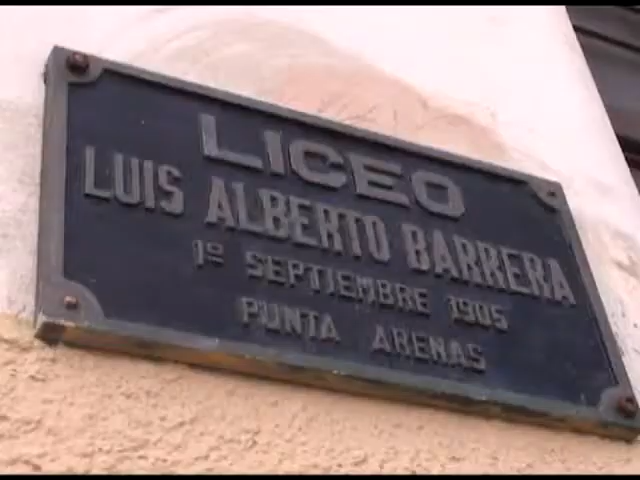 LICEO
LUIS ALBERTO BARRERA
1º SEPTIEMBRE 1905
PUNTA ARENAS